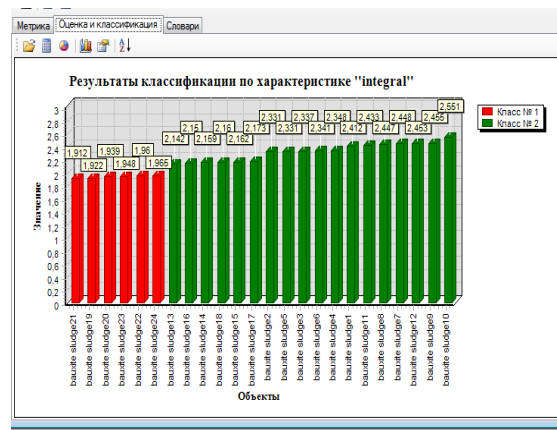 Метрика Оценка и классификация Словари
Результаты классификации по характеристике "integral"
Класс № 1
Класс № 2
2,551
2,331 2,337 2,348 2,433 2,448 2,455
2,15 2,16 2,173 2,331 2,341 2,412 2,447 2,453
2,142 2,159 2,162
1,912 1,939 1,96
1,922 1,948 1,965
3
2,8
2,6
2,4
2,2
2
1,8
1,6
1,4
1,2
1
0,8
0,6
0,4
0,2
0
Значение
bauxite sludge21
bauxite sludge19
bauxite sludge20
bauxite sludge23
bauxite sludge22
bauxite sludge24
bauxite sludge13
bauxite sludge16
bauxite sludge14
bauxite sludge18
bauxite sludge15
bauxite sludge17
bauxite sludge2
bauxite sludge5
bauxite sludge3
bauxite sludge6
bauxite sludge4
bauxite sludge1
bauxite sludge11
bauxite sludge8
bauxite sludge7
bauxite sludge12
bauxite sludge9
bauxite sludge10
Объекты